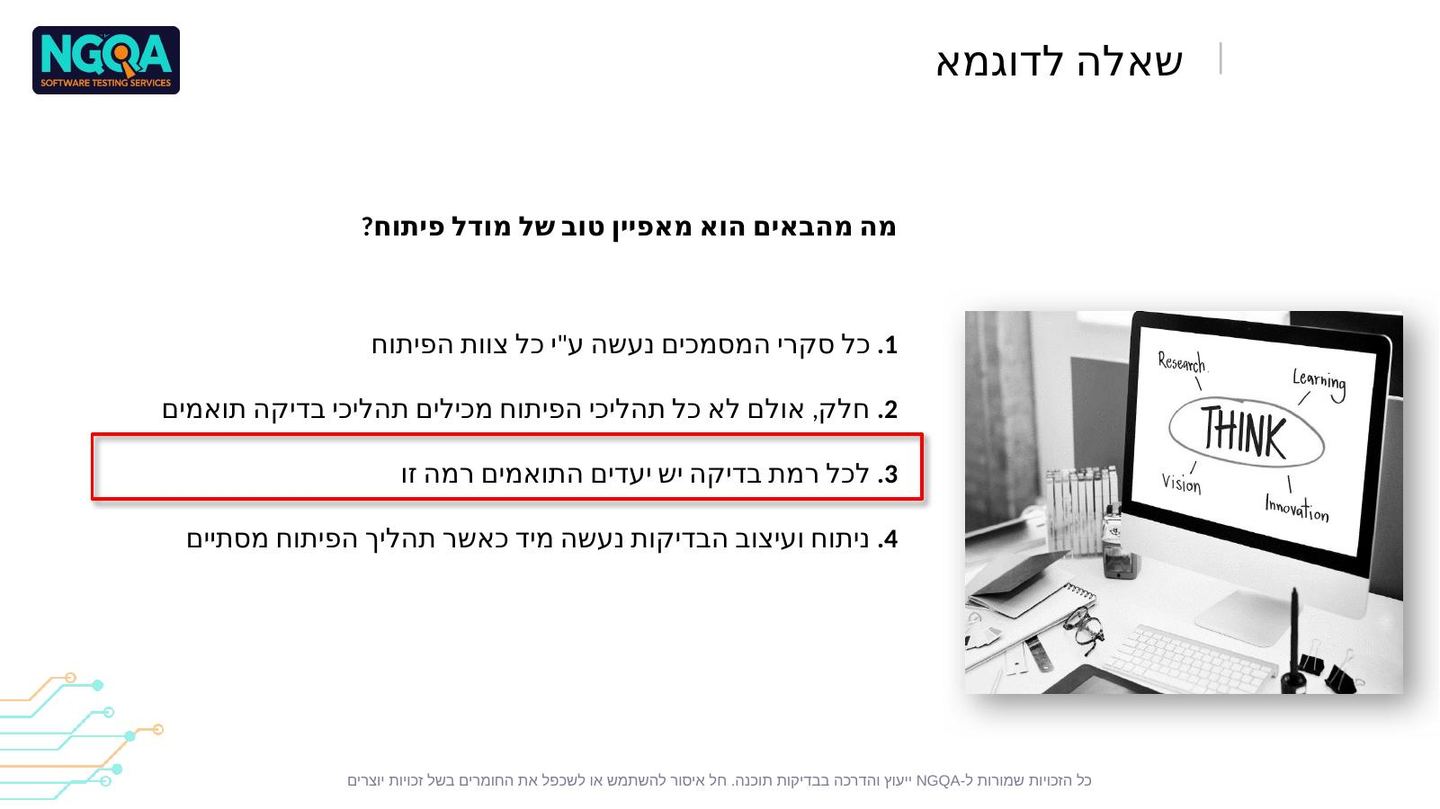 NGQA
SOFTWARE TESTING SERVICES
שאלה לדוגמא
מה מהבאים הוא מאפיין טוב של מודל פיתוח?
1. כל סקרי המסמכים נעשה ע"י כל צוות הפיתוח
2. חלק, אולם לא כל תהליכי הפיתוח מכילים תהליכי בדיקה תואמים
3. לכל רמת בדיקה יש יעדים התואמים רמה זו
4. ניתוח ועיצוב הבדיקות נעשה מיד כאשר תהליך הפיתוח מסתיים
Research.
Learning
THINK
Vision
Innovation
כל הזכויות שמורות ל-NGQA ייעוץ והדרכה בבדיקות תוכנה. חל איסור להשתמש או לשכפל את החומרים בשל זכויות יוצרים